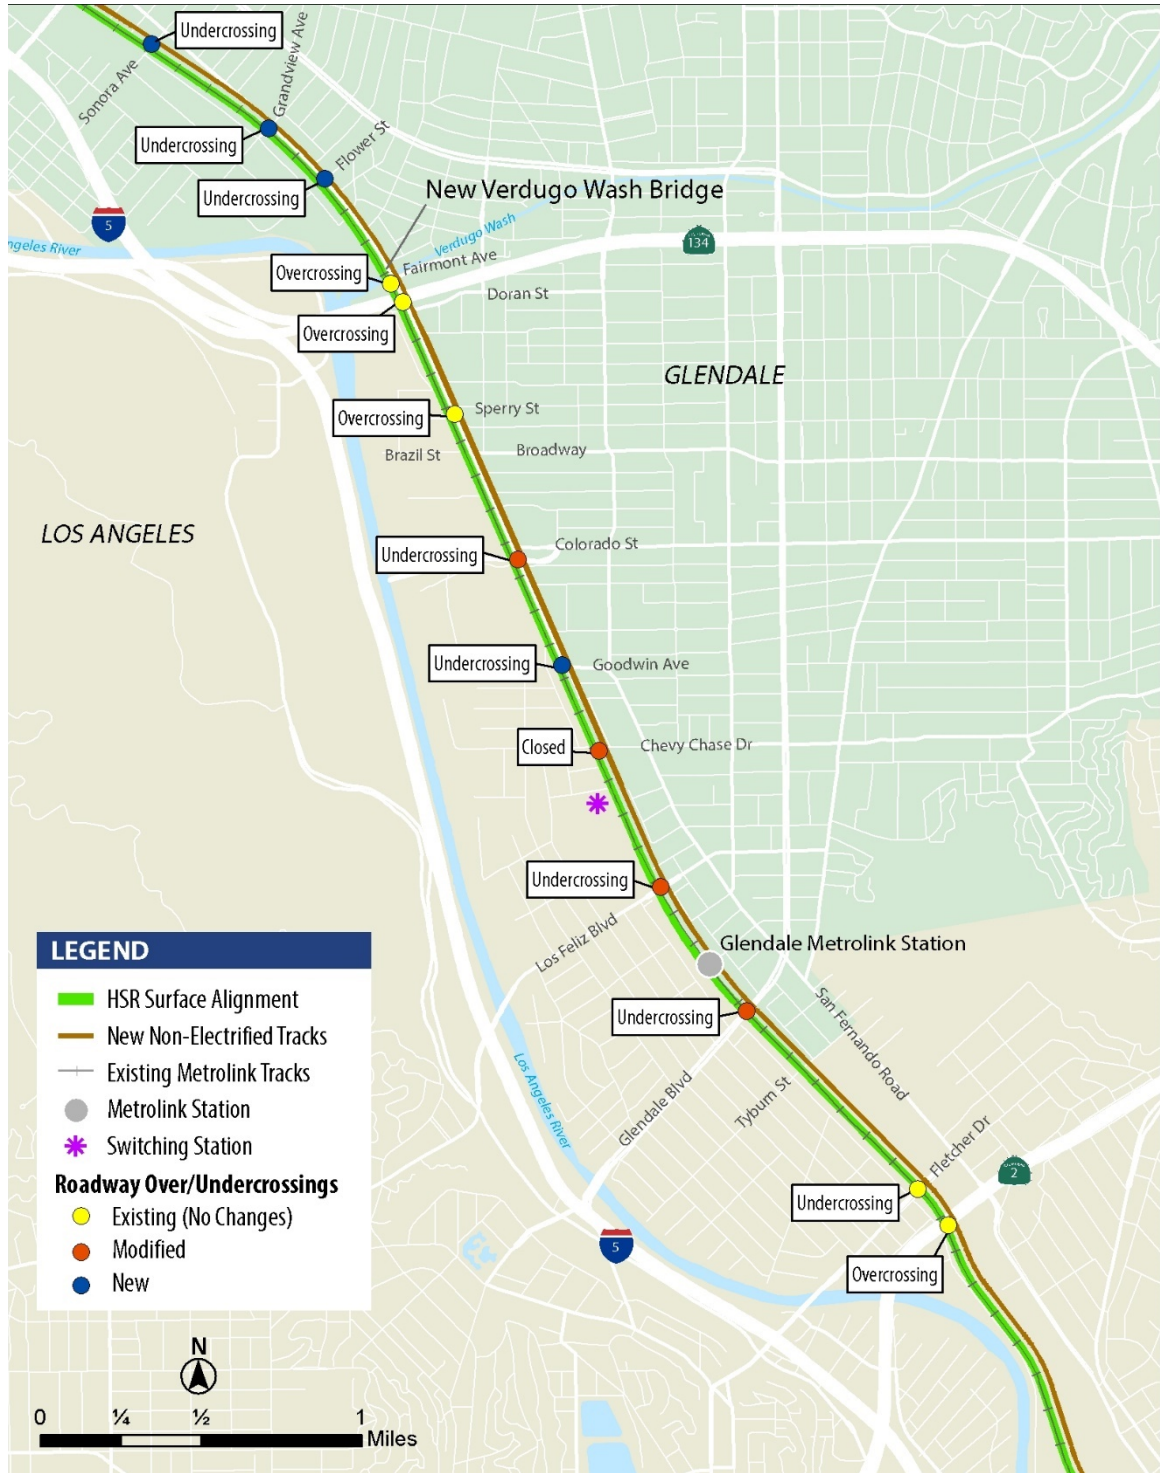 Undercrossing
Sonora Ave
Grandview Ave
Undercrossing
Flower St
Undercrossing
New Verdugo Wash Bridge
5
ngeles River
Verdugo Wash
134
Overcrossing
Fairmont Ave
Doran St
Overcrossing
GLENDALE
Overcrossing
Sperry St
Brazil St
Broadway
LOS ANGELES
Undercrossing
Colorado St
Undercrossing
Goodwin Ave
Closed
Chevy Chase Dr
Undercrossing
Los Feliz Blvd
Glendale Metrolink Station
Undercrossing
San Fernando Road
Los Angeles River
Glendale Blvd
Tyburn St
Fletcher Dr
2
Undercrossing
5
Overcrossing
LEGEND
HSR Surface Alignment
New Non-Electrified Tracks
Existing Metrolink Tracks
Metrolink Station
Switching Station
Roadway Over/Undercrossings
Existing (No Changes)
Modified
New
N
0 ¼ ½ 1
Miles